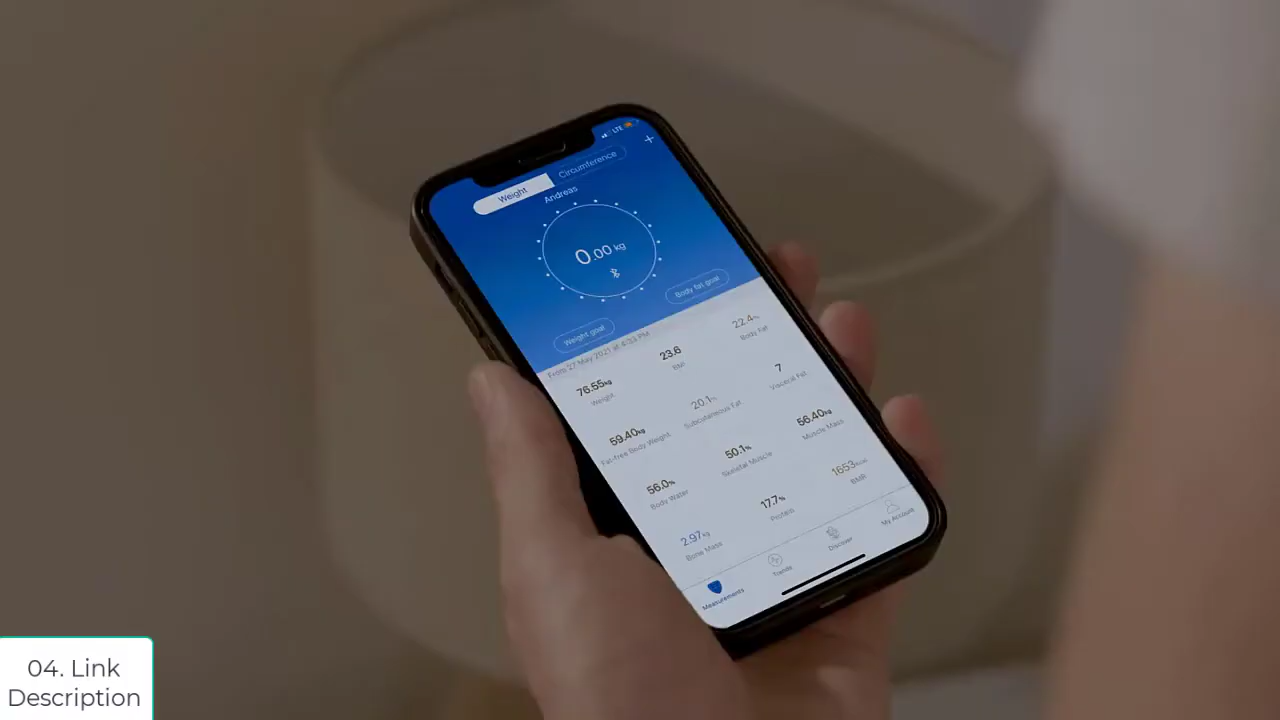 LTE
+
Weight
Circumference
Andreas
0.00 kg
Weight goal
Body fat goal
From 27 May 2021 at 4:33 PM
76.55kg
23.6
22.4%
Weight
BMI
Body Fat
59.40kg
20.1%
7
Fat-free Body Weight
Subcutaneous Fat
Visceral Fat
56.0%
50.1%
56.40kg
Body Water
Skeletal Muscle
Muscle Mass
2.97kg
17.7%
1653Kcal
Bone Mass
Protein
BMR
Measurements
Trends
Discover
My Account
04. Link
Description